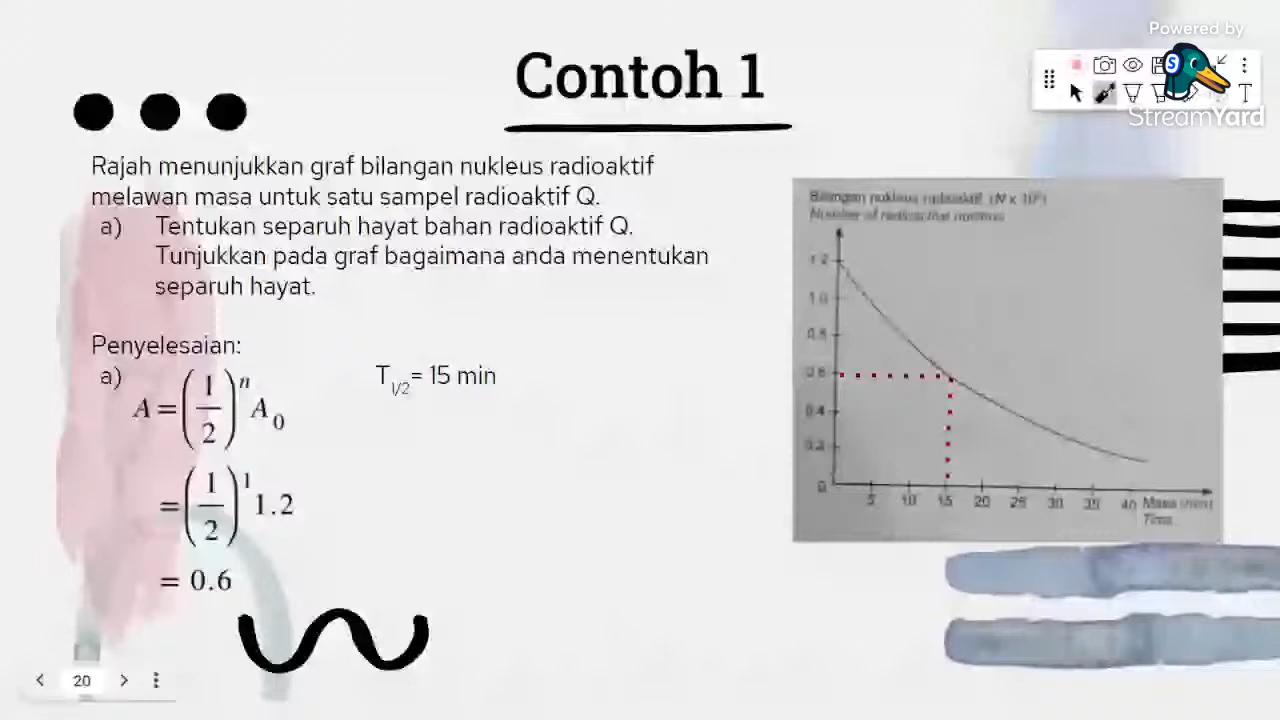 Powered by
StreamYard
Contoh 1
Rajah menunjukkan graf bilangan nukleus radioaktif
melawan masa untuk satu sampel radioaktif Q.
a) Tentukan separuh hayat bahan radioaktif Q.
Tunjukkan pada graf bagaimana anda menentukan
separuh hayat.
Penyelesaian:
a) T1/2= 15 min
A = (1/2)^n A0
= (1/2)^1 1.2
= 0.6
Bilangan nukleus radioaktif (N x
Number of radioactive nucleus
1.2
1.0
0.8
0.6
0.4
0.2
0
5 10 15 20 25 30 35 40 Masa
Time
20